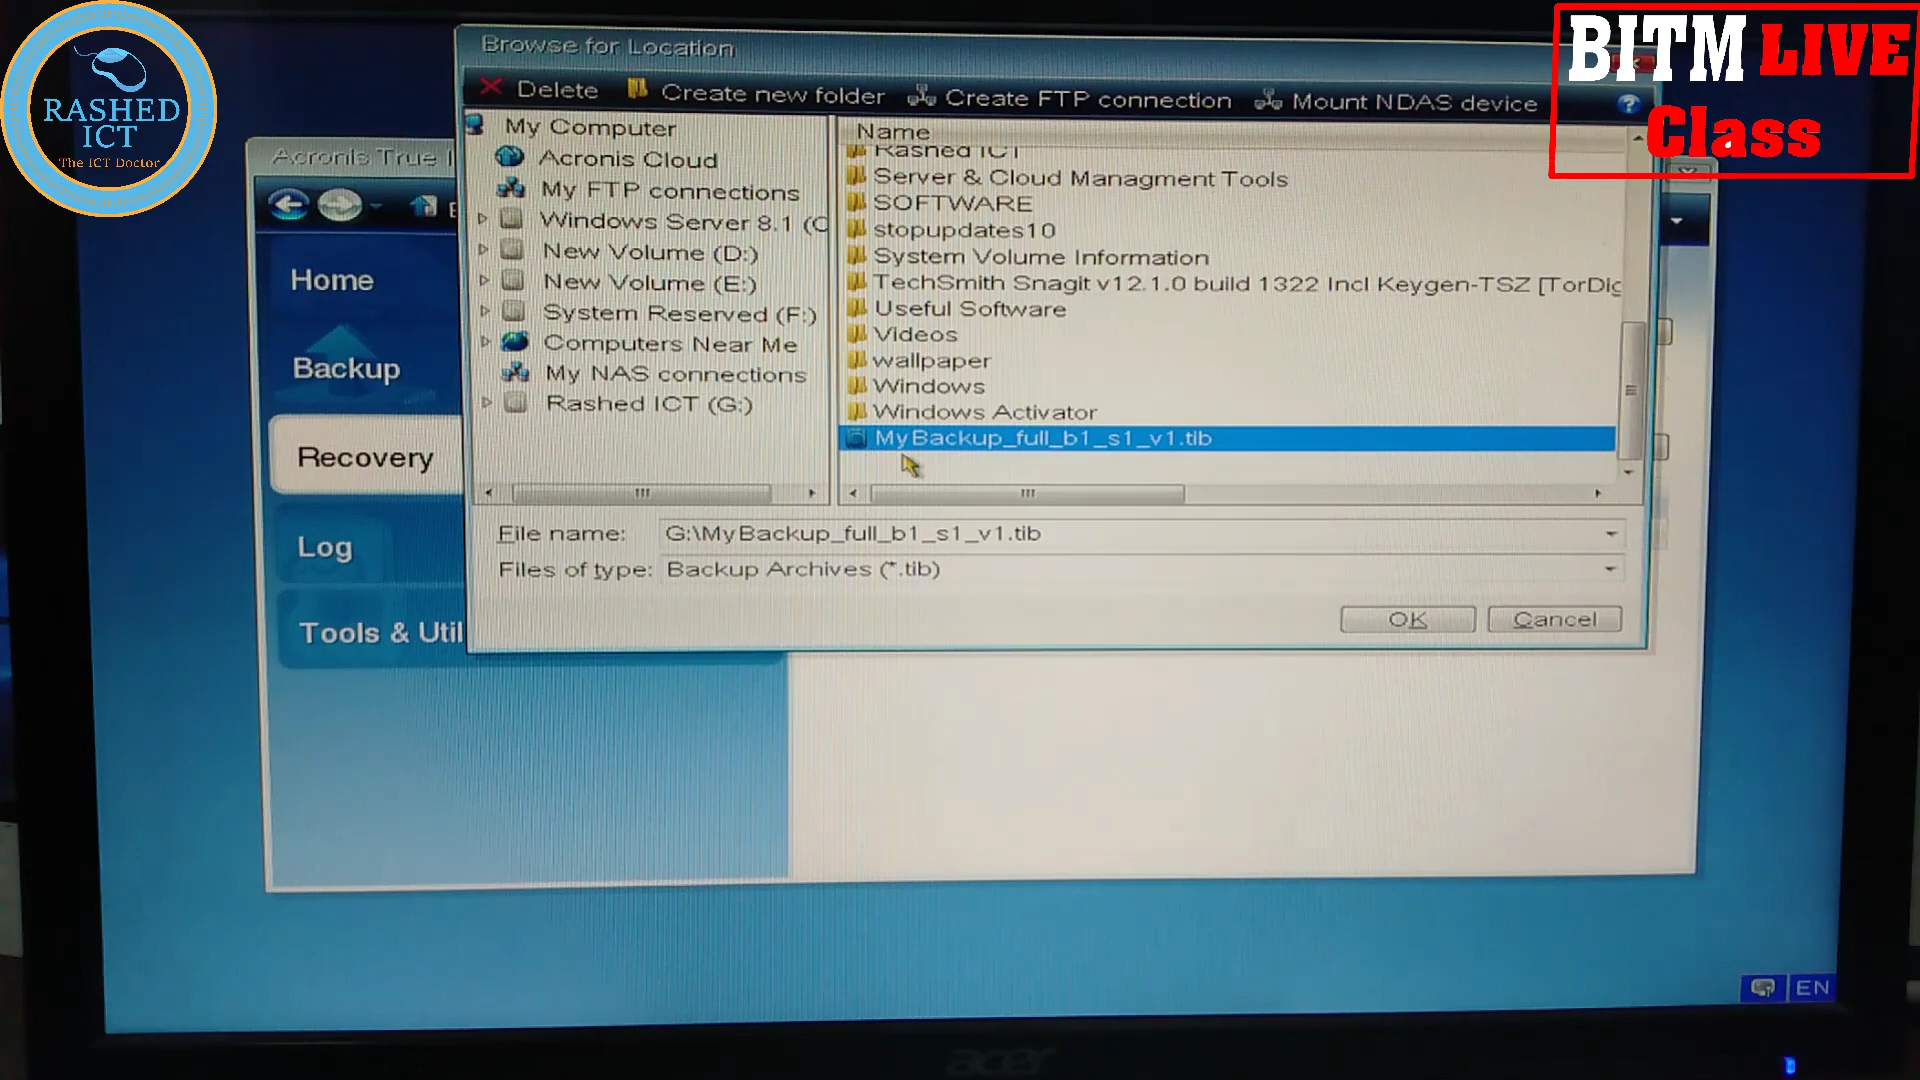 RASHED
ICT
The ICT Doctor
BITM LIVE
Class
Browse for Location
Delete
Create new folder
Create FTP connection
Mount NDAS device
Acronis True
Home
Backup
Recovery
Log
Tools & Util
My Computer
Acronis Cloud
My FTP connections
Windows Server 8.1 (C
New Volume (D:)
New Volume (E:)
System Reserved (F:)
Computers Near Me
My NAS connections
Rashed ICT (G:)
Name
Rashed ICT
Server & Cloud Managment Tools
SOFTWARE
stopupdates10
System Volume Information
TechSmith Snagit v12.1.0 build 1322 Incl Keygen-TSZ [TorDig
Useful Software
Videos
wallpaper
Windows
Windows Activator
MyBackup_full_b1_s1_v1.tib
File name: G:\MyBackup_full_b1_s1_v1.tib
Files of type: Backup Archives (*.tib)
OK
Cancel
EN
acer